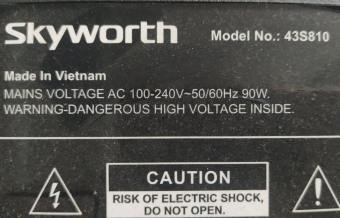 Skyworth Model No.: 43S810
Made In Vietnam
MAINS VOLTAGE AC 100-240V~50/60Hz 90W.
WARNING-DANGEROUS HIGH VOLTAGE INSIDE.
CAUTION
RISK OF ELECTRIC SHOCK,
DO NOT OPEN.